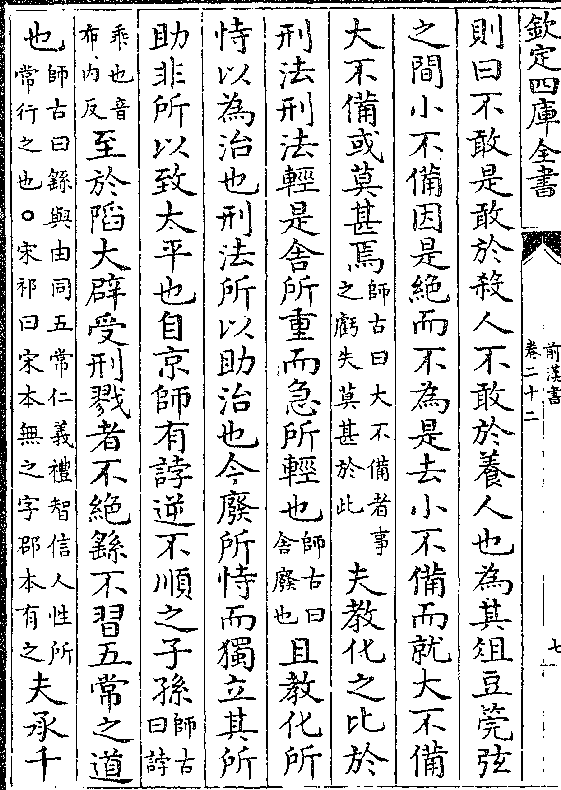 欽定四庫全書
前漢書
卷二十二
七
則曰不敢是敢於殺人不敢於養人也為其俎豆筦弦
之間小不備因是絕而不為是去小不備而就大不備
大不備或莫甚焉師古曰大不備者事之虧失莫甚於此夫教化之比於
刑法刑法輕是舍所重而急所輕也師古曰舍廢也且教化所
恃以為治也刑法所以助治也今廢所恃而獨立其所
助非所以致太平也自京師有誖逆不順之子孫師古曰誖
乖也音布內反至於䧟大辟受刑戮者不絕繇不習五常之道
也師古曰繇與由同五常仁義禮智信人性所常行之也○宋祁曰宋本無之字郡本有之夫承千